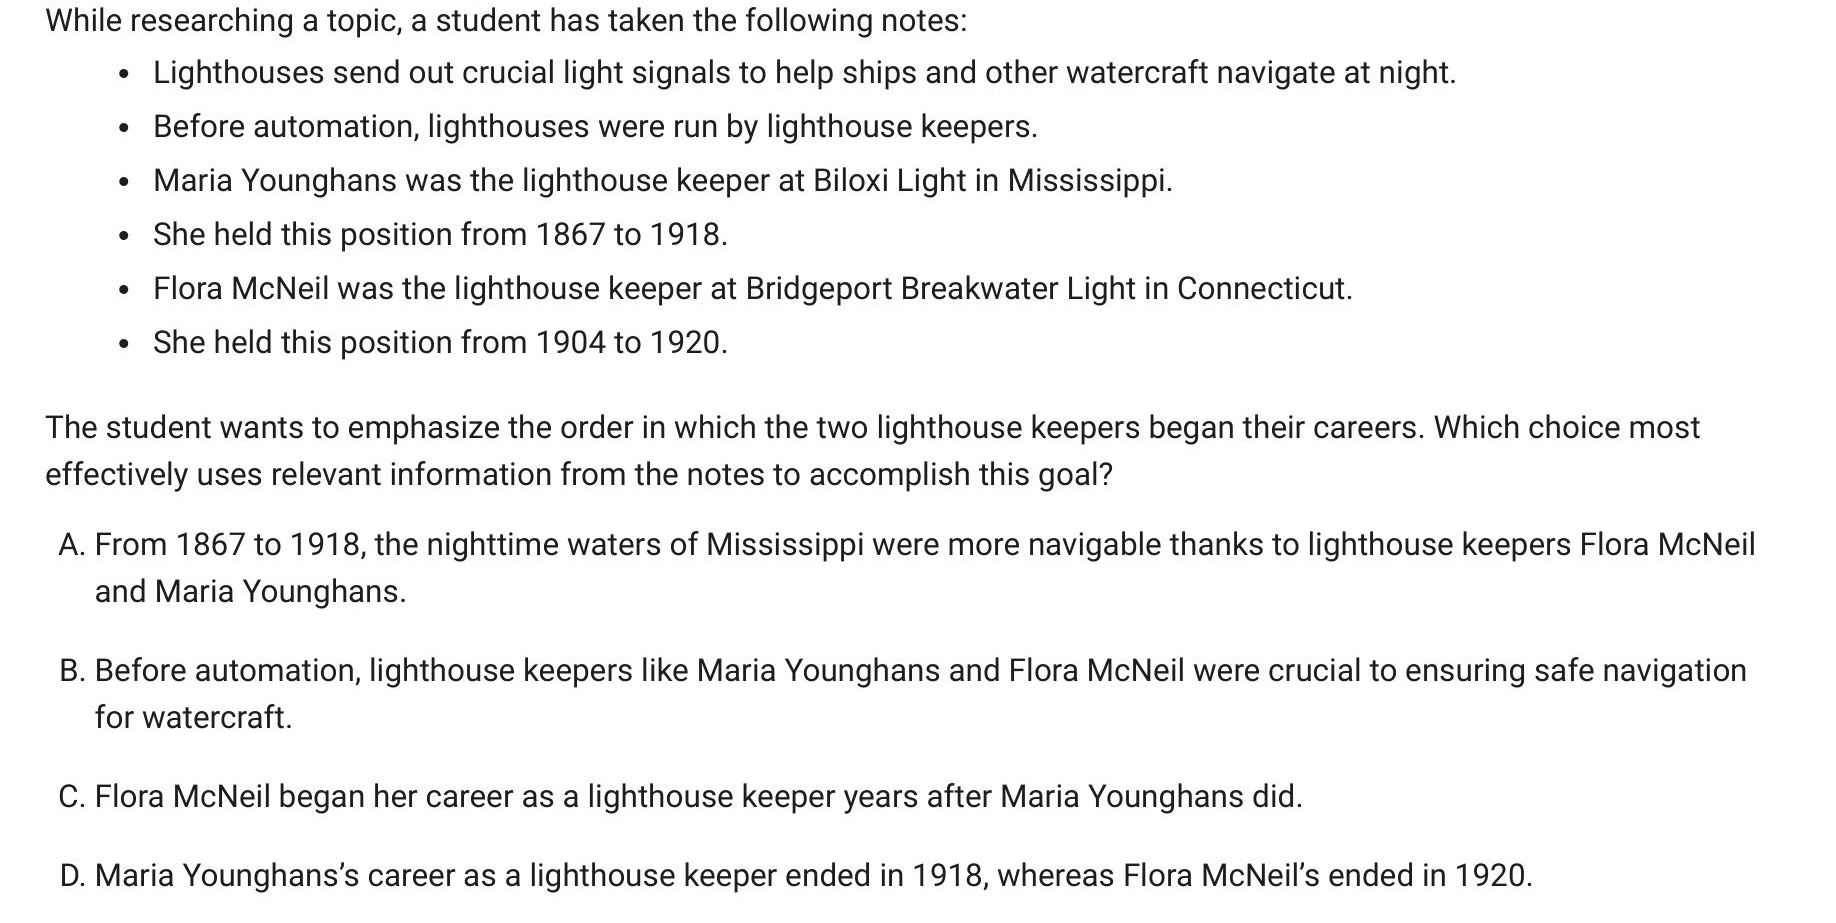 While researching a topic, a student has taken the following notes:
• Lighthouses send out crucial light signals to help ships and other watercraft navigate at night.
• Before automation, lighthouses were run by lighthouse keepers.
• Maria Younghans was the lighthouse keeper at Biloxi Light in Mississippi.
• She held this position from 1867 to 1918.
• Flora McNeil was the lighthouse keeper at Bridgeport Breakwater Light in Connecticut.
• She held this position from 1904 to 1920.
The student wants to emphasize the order in which the two lighthouse keepers began their careers. Which choice most
effectively uses relevant information from the notes to accomplish this goal?
A. From 1867 to 1918, the nighttime waters of Mississippi were more navigable thanks to lighthouse keepers Flora McNeil
and Maria Younghans.
B. Before automation, lighthouse keepers like Maria Younghans and Flora McNeil were crucial to ensuring safe navigation
for watercraft.
C. Flora McNeil began her career as a lighthouse keeper years after Maria Younghans did.
D. Maria Younghans’s career as a lighthouse keeper ended in 1918, whereas Flora McNeil’s ended in 1920.